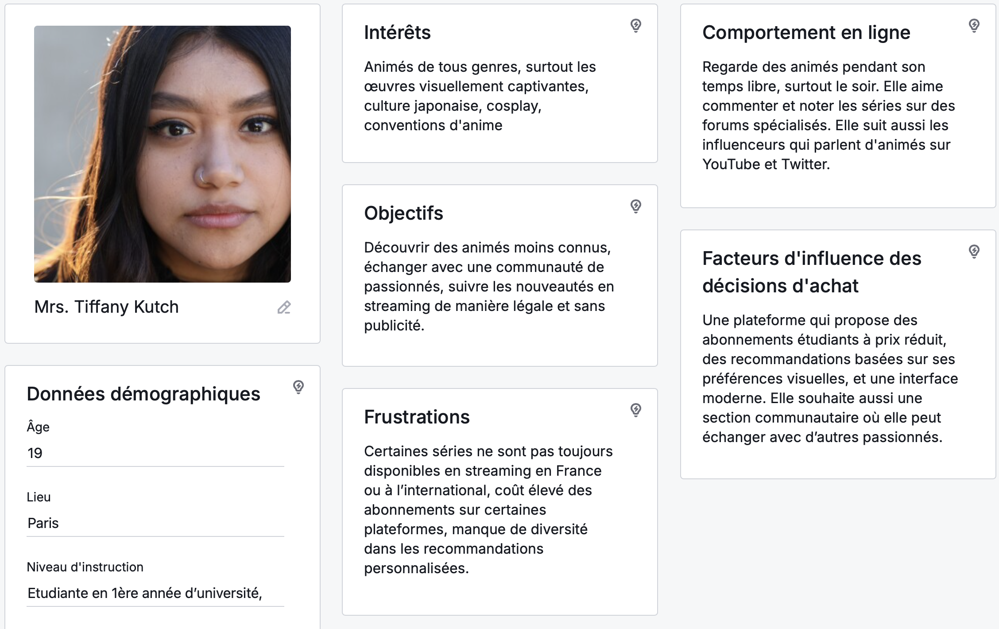 Mrs. Tiffany Kutch
Données démographiques
Âge
19
Lieu
Paris
Niveau d'instruction
Etudiante en 1ère année d’université,
Intérêts
Animés de tous genres, surtout les
œuvres visuellement captivantes,
culture japonaise, cosplay,
conventions d'anime
Objectifs
Découvrir des animés moins connus,
échanger avec une communauté de
passionnés, suivre les nouveautés en
streaming de manière légale et sans
publicité.
Frustrations
Certaines séries ne sont pas toujours
disponibles en streaming en France
ou à l’international, coût élevé des
abonnements sur certaines
plateformes, manque de diversité
dans les recommandations
personnalisées.
Comportement en ligne
Regarde des animés pendant son
temps libre, surtout le soir. Elle aime
commenter et noter les séries sur des
forums spécialisés. Elle suit aussi les
influenceurs qui parlent d'animés sur
YouTube et Twitter.
Facteurs d'influence des
décisions d'achat
Une plateforme qui propose des
abonnements étudiants à prix réduit,
des recommandations basées sur ses
préférences visuelles, et une interface
moderne. Elle souhaite aussi une
section communautaire où elle peut
échanger avec d’autres passionnés.